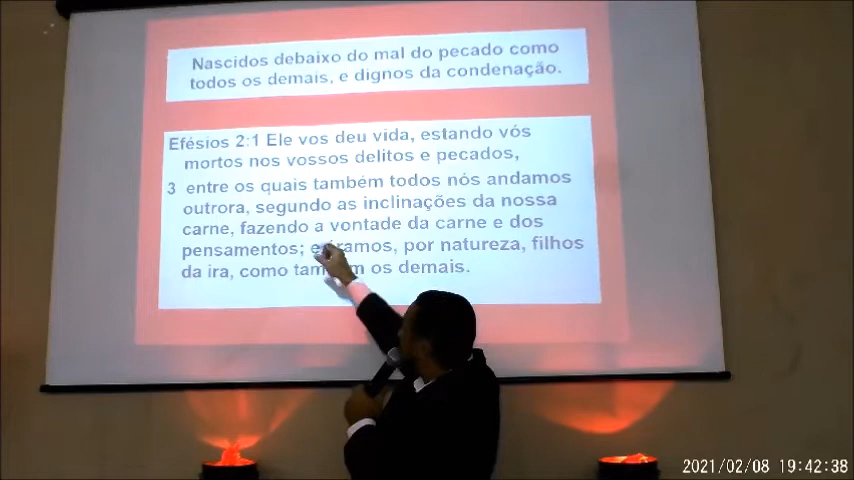 Nascidos debaixo do mal do pecado como
todos os demais, e dignos da condenação.
Efésios 2:1 Ele vos deu vida, estando vós
mortos nos vossos delitos e pecados,
3 entre os quais também todos nós andamos
outrora, segundo as inclinações da nossa
carne, fazendo a vontade da carne e dos
pensamentos; e éramos, por natureza, filhos
da ira, como também os demais.
2021/02/08 19:42:38